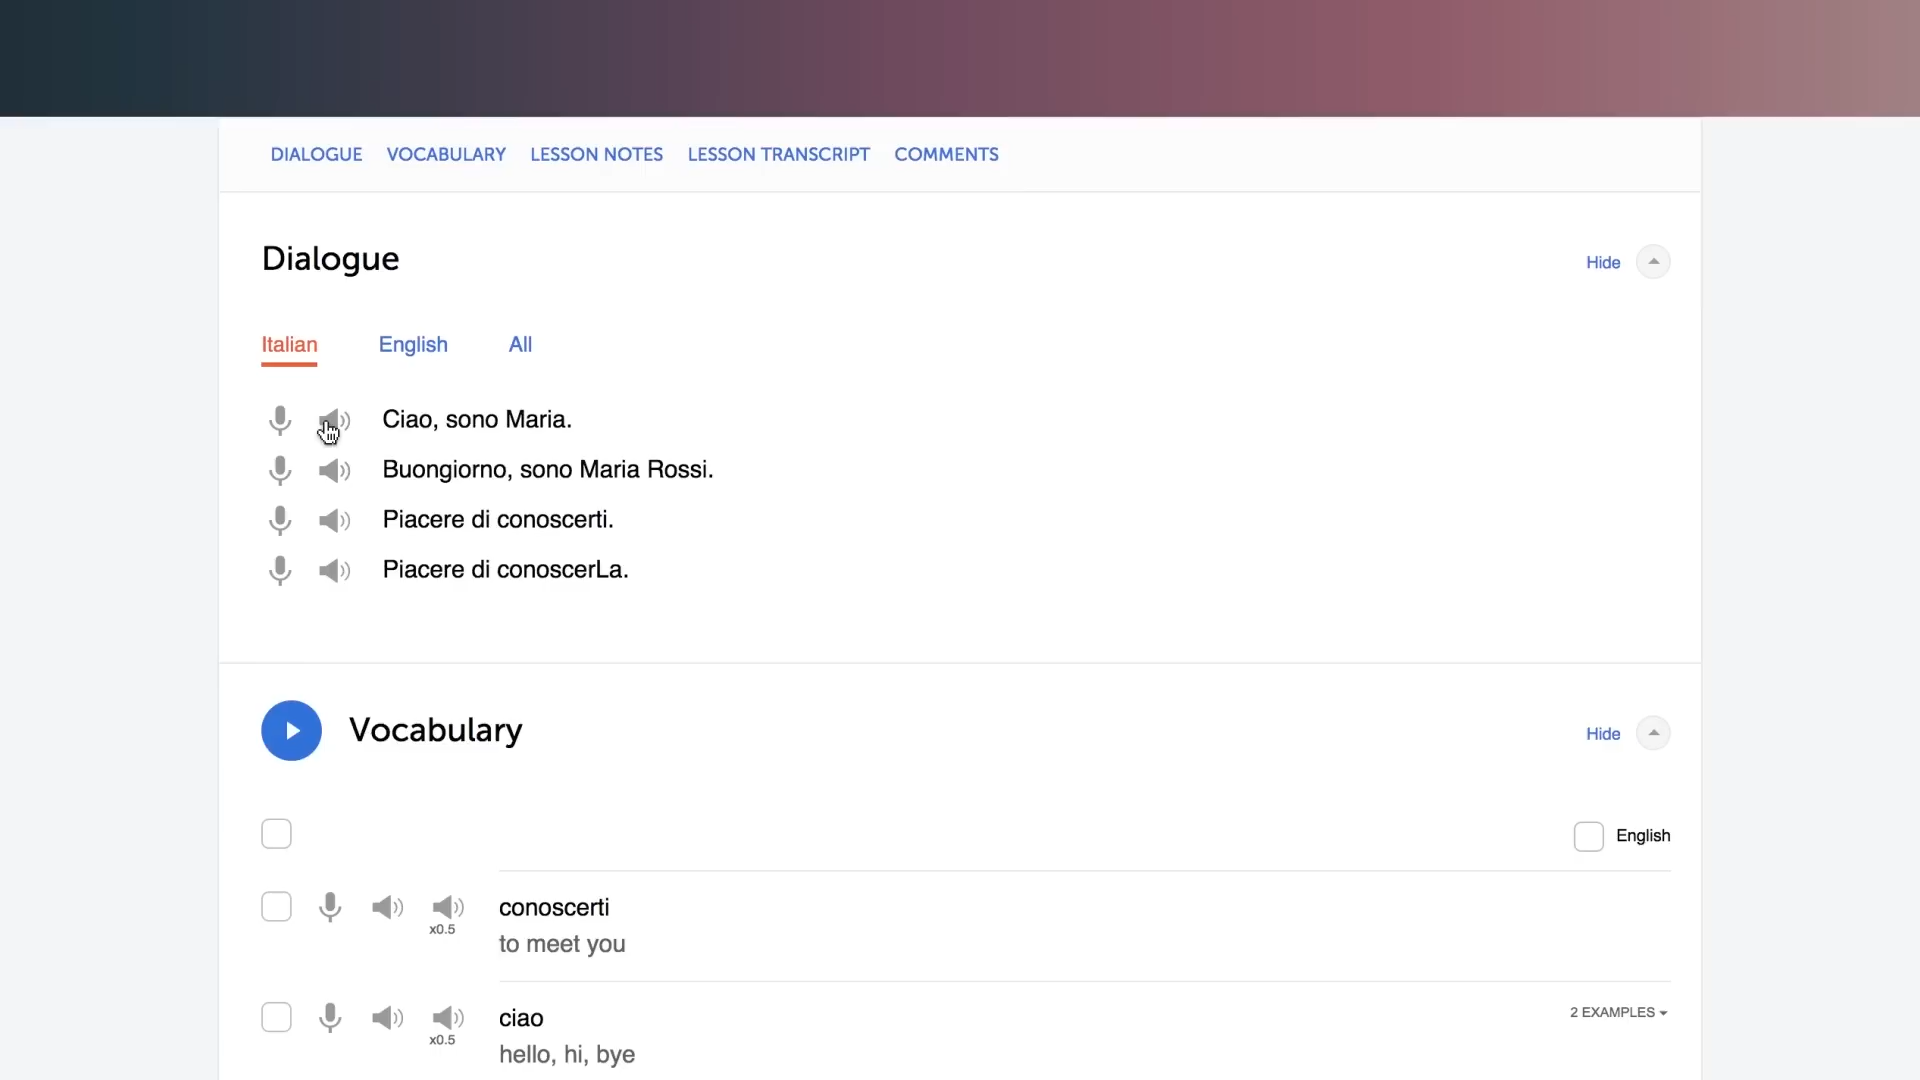 DIALOGUE VOCABULARY LESSON NOTES LESSON TRANSCRIPT COMMENTS
Dialogue
Hide
Italian English All
Ciao, sono Maria.
Buongiorno, sono Maria Rossi.
Piacere di conoscerti.
Piacere di conoscerLa.
Vocabulary
Hide
English
conoscerti
x0.5
to meet you
ciao
2 EXAMPLES
x0.5
hello, hi, bye